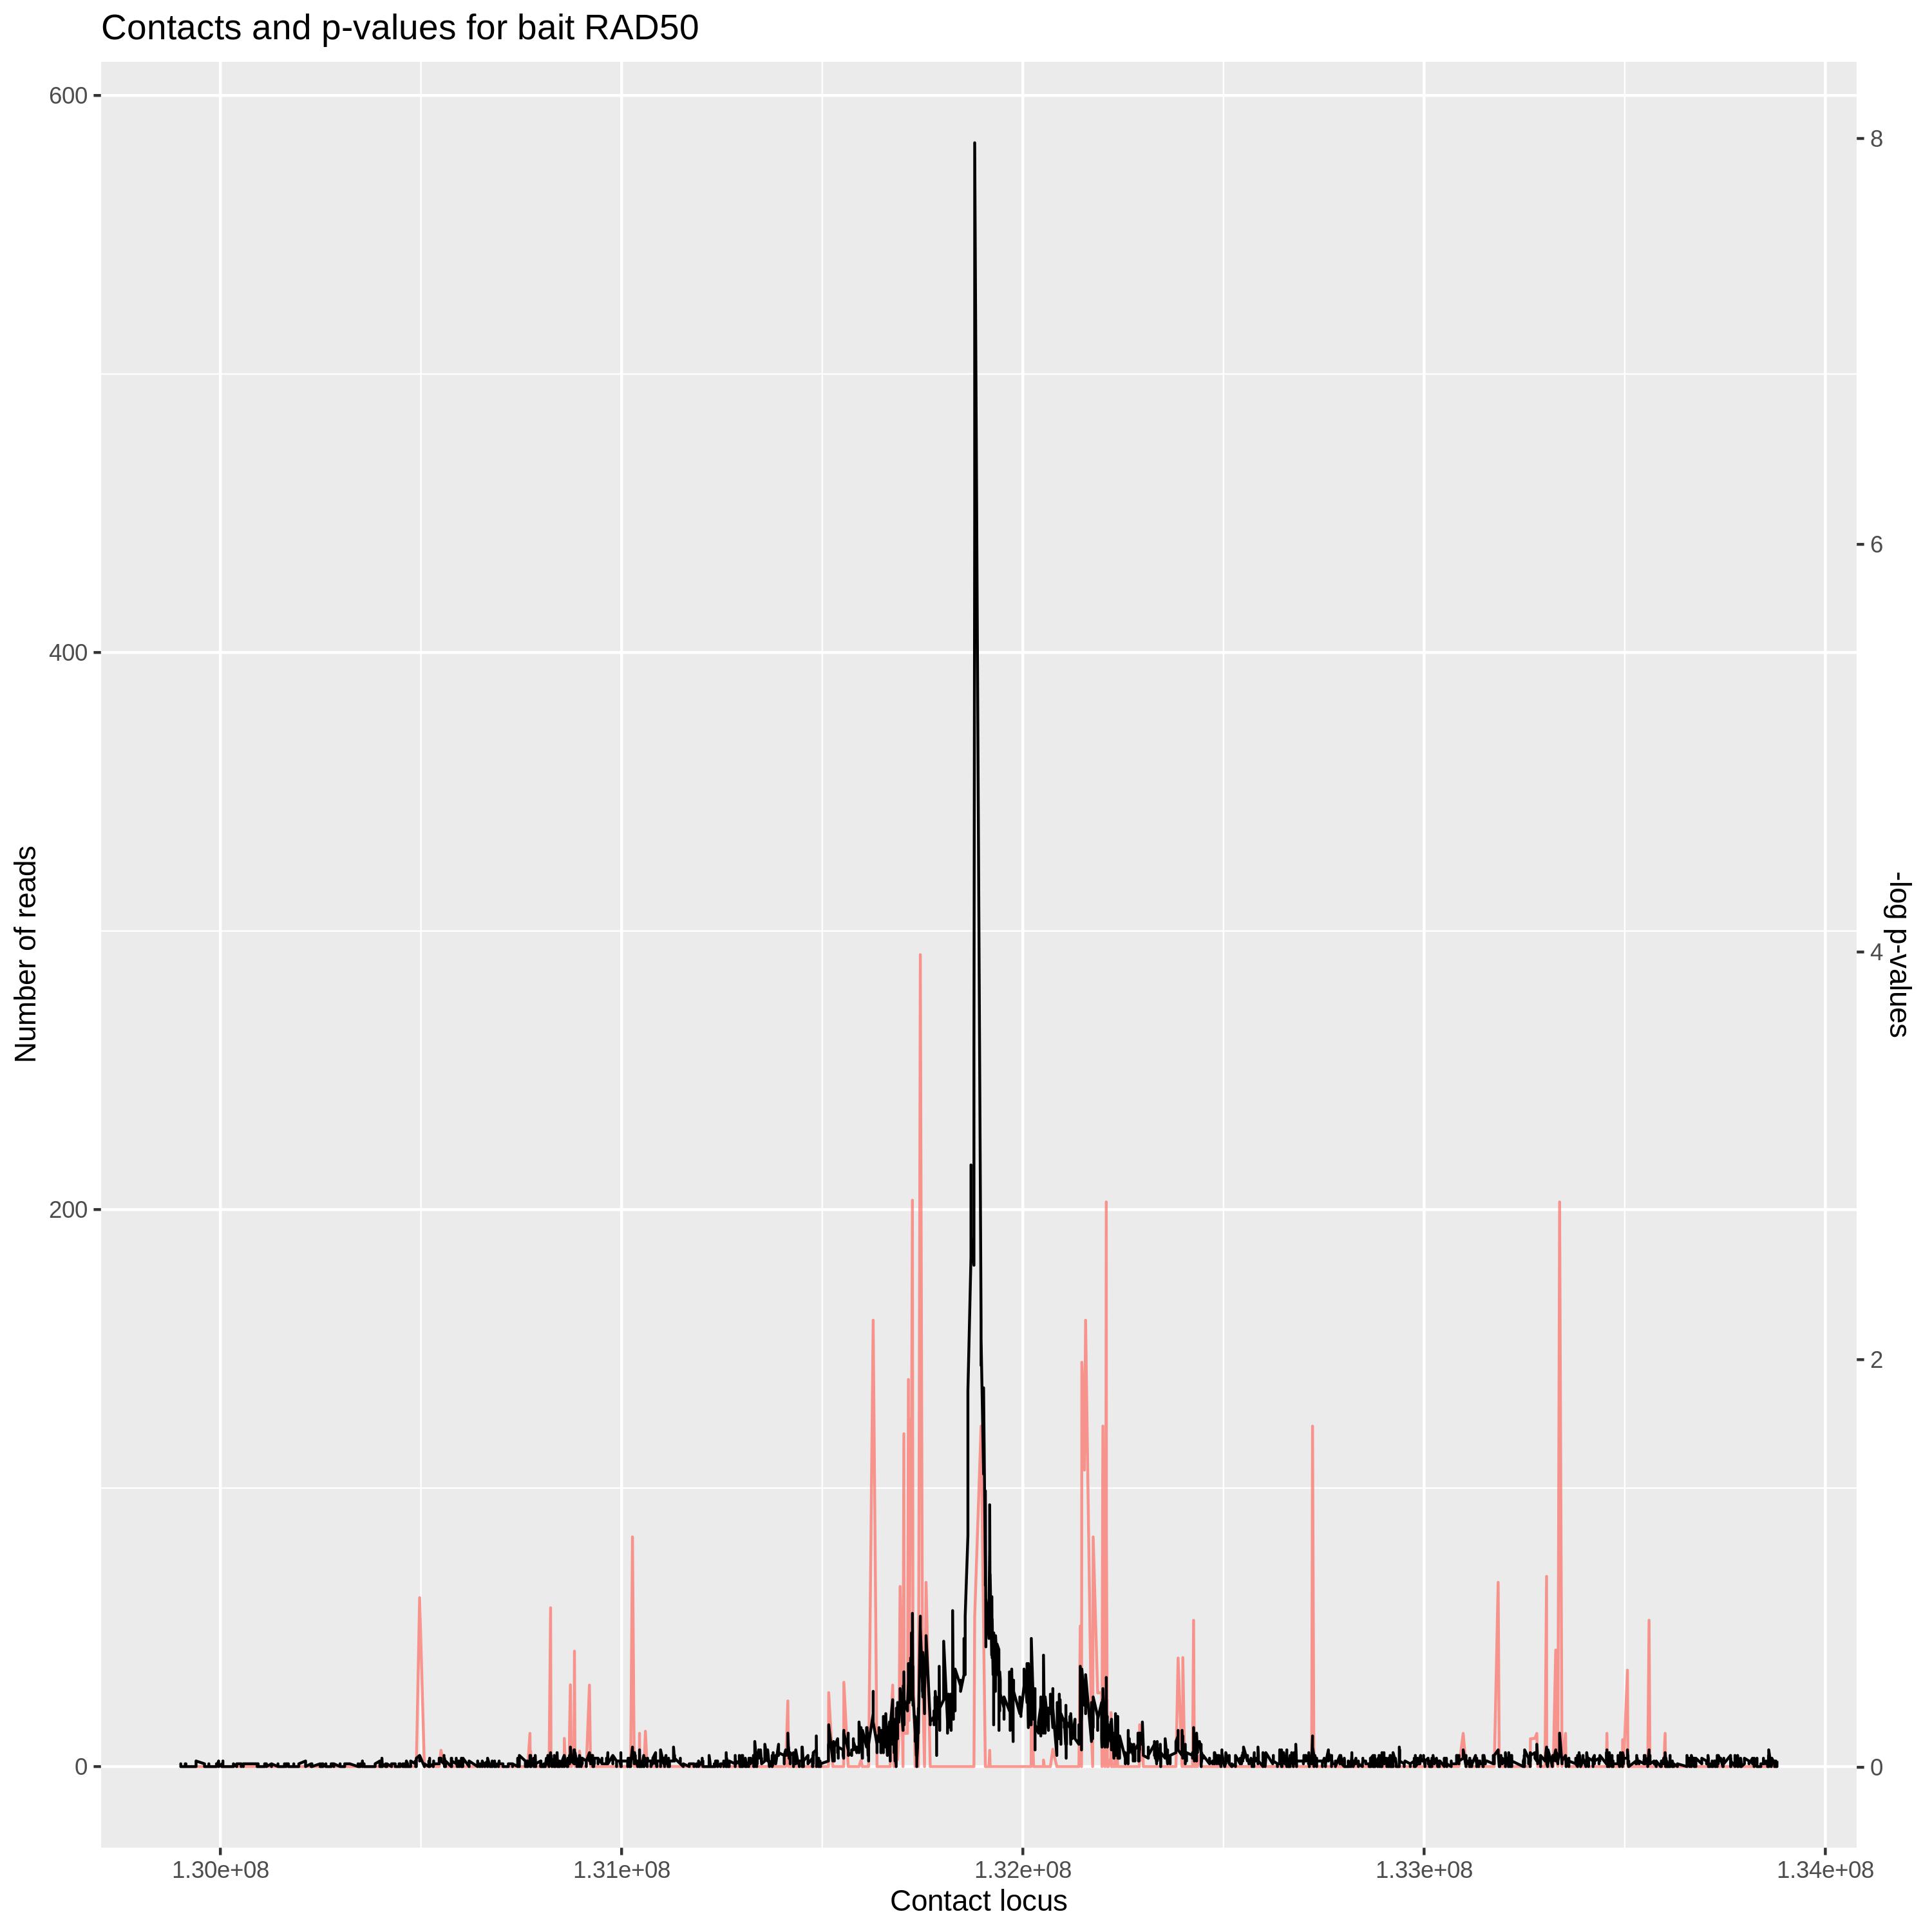 Contacts and p-values for bait RAD50
600
400
200
0
Number of reads
8
6
4
2
0
-log p-values
1.30e+08
1.31e+08
1.32e+08
1.33e+08
1.34e+08
Contact locus